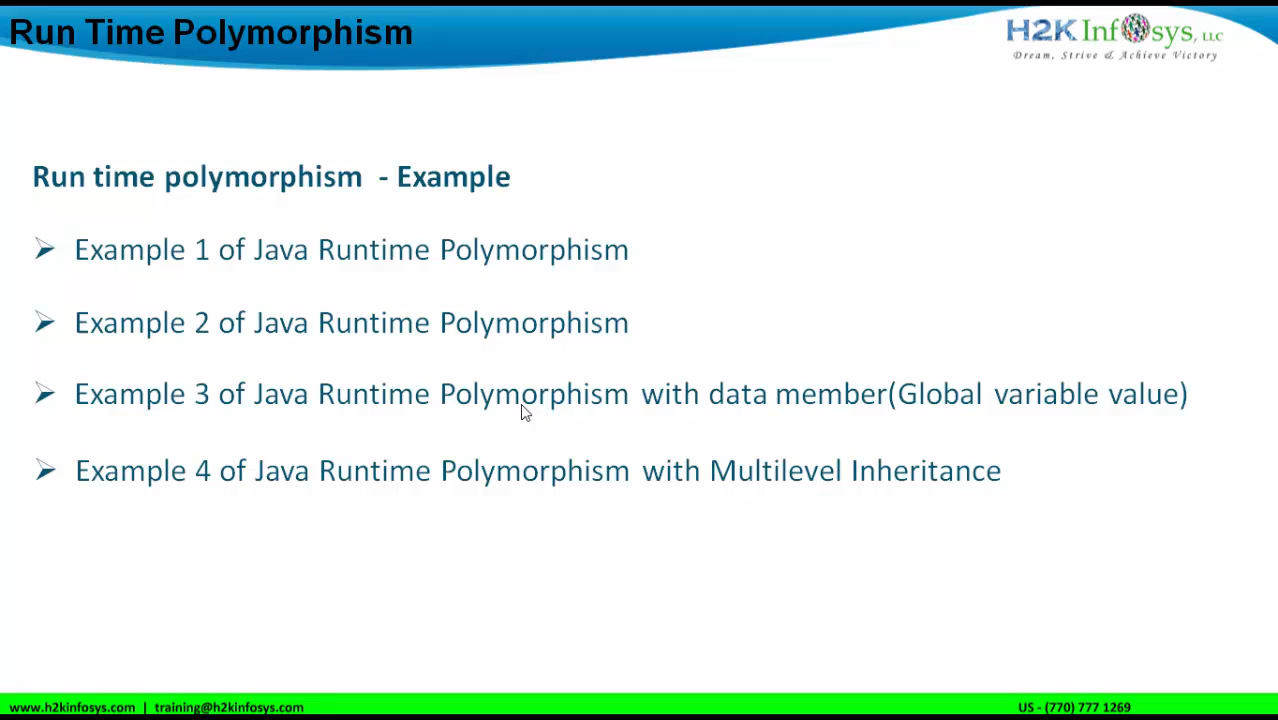 Run Time Polymorphism
H2K Infosys, LLC
Dream, Strive & Achieve Victory
Run time polymorphism - Example
Example 1 of Java Runtime Polymorphism
Example 2 of Java Runtime Polymorphism
Example 3 of Java Runtime Polymorphism with data member(Global variable value)
Example 4 of Java Runtime Polymorphism with Multilevel Inheritance
www.h2kinfosys.com | training@h2kinfosys.com US - (770) 777 1269